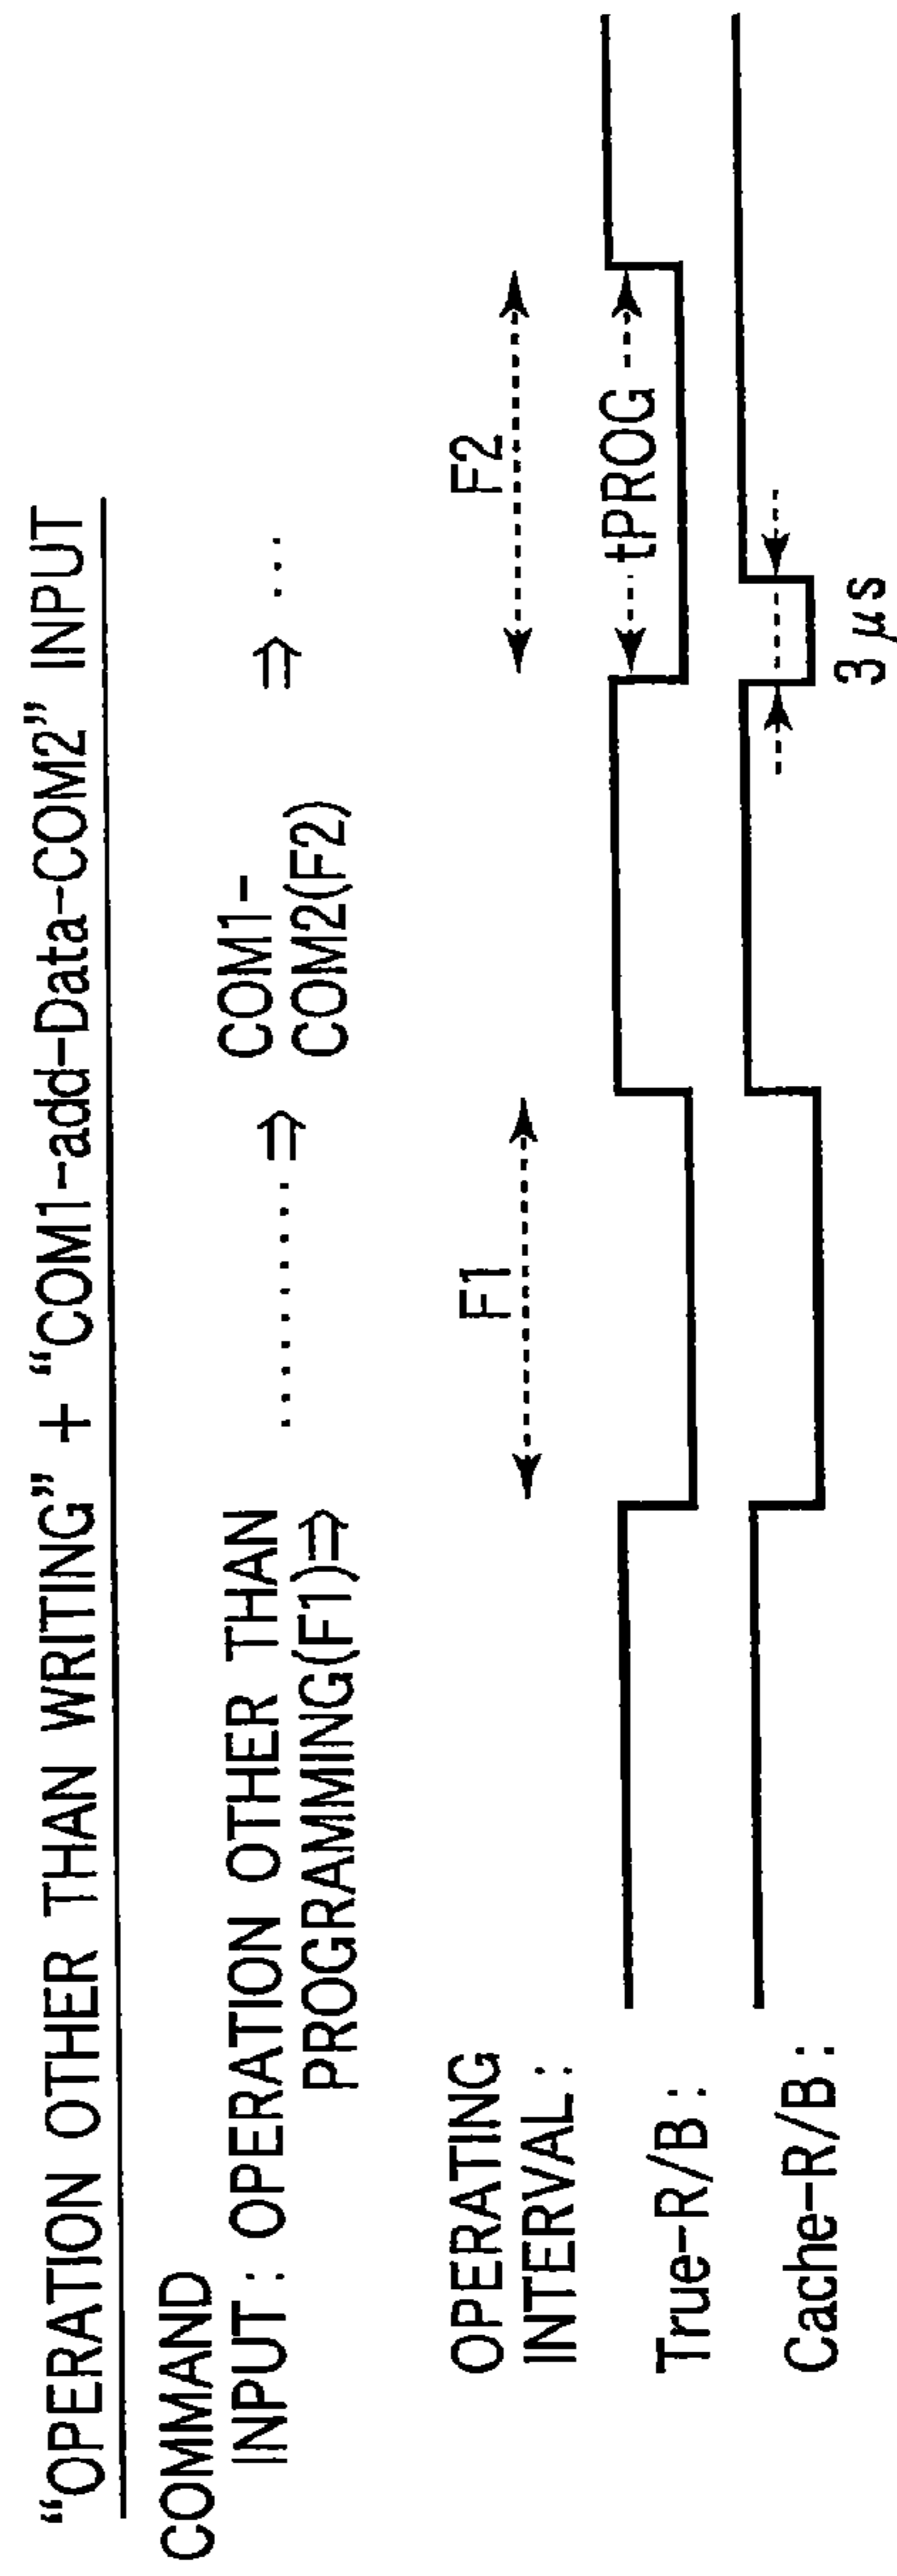 “OPERATION OTHER THAN WRITING” + “COM1-add-Data-COM2” INPUT
COMMAND
INPUT : OPERATION OTHER THAN ········ ⇒ COM1- ⇒ ···
PROGRAMMING(F1)⇒ COM2(F2)
OPERATING
INTERVAL :
F1
F2
True-R/B :
tPROG
Cache-R/B :
3 μs